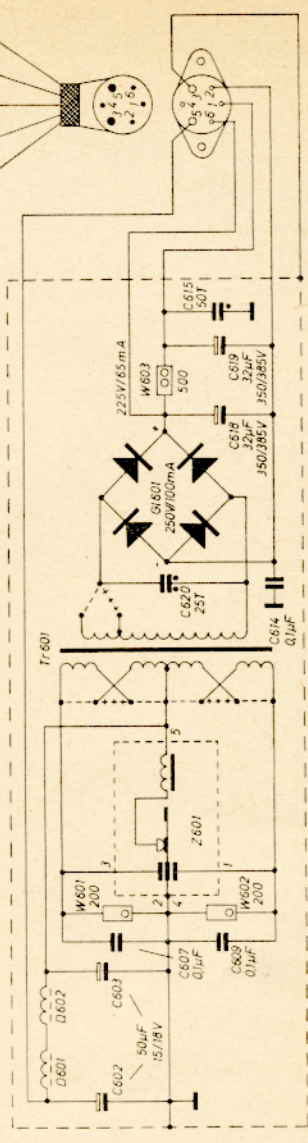 4 3 5
1 2 6
5 4 3 2
6 1
225V/65mA
C615
50T
W603
500
C619
32µF
350/385V
C618
32µF
350/385V
+
Gl601
250V/100mA
-
C620
25T
C614
0,1µF
Tr601
5
Z601
3
1
W601
200
2
4
W602
200
C607
0,1µF
C609
0,1µF
C603
D602
D601
50µF
15/18V
C602